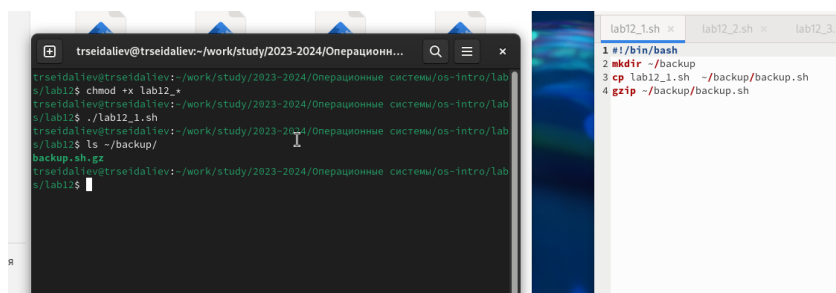 trseidaliev@trseidaliev:~/work/study/2023-2024/Операционн...
trseidaliev@trseidaliev:~/work/study/2023-2024/Операционные системы/os-intro/lab
s/lab12$ chmod +x lab12_*
trseidaliev@trseidaliev:~/work/study/2023-2024/Операционные системы/os-intro/lab
s/lab12$ ./lab12_1.sh
trseidaliev@trseidaliev:~/work/study/2023-2024/Операционные системы/os-intro/lab
s/lab12$ ls ~/backup/
backup.sh.gz
trseidaliev@trseidaliev:~/work/study/2023-2024/Операционные системы/os-intro/lab
s/lab12$
я
lab12_1.sh × lab12_2.sh × lab12_3.
1 #!/bin/bash
2 mkdir ~/backup
3 cp lab12_1.sh  ~/backup/backup.sh
4 gzip ~/backup/backup.sh